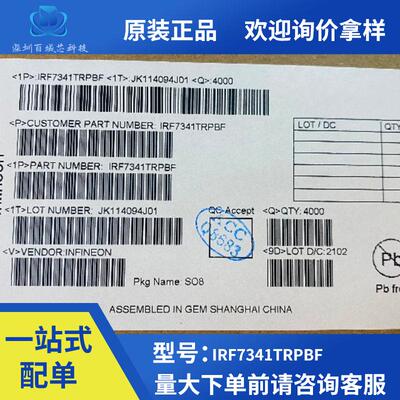 深圳百域芯科技
原装正品 欢迎询价拿样
<1P>:IRF7341TRPBF <1T>:JK114094J01 <Q>:4000
<P>CUSTOMER PART NUMBER: IRF7341TRPBF
LOT / DC QTY
<1P>PART NUMBER: IRF7341TRPBF
<1T>LOT NUMBER: JK114094J01
QC Accept
<Q>QTY: 4000
<V>VENDOR:INFINEON
<9D>LOT D/C:2102
Pb
Pkg Name: SO8
Pb fr
ASSEMBLED IN GEM SHANGHAI CHINA
一站式
配单
型号：IRF7341TRPBF
量大下单前请咨询客服